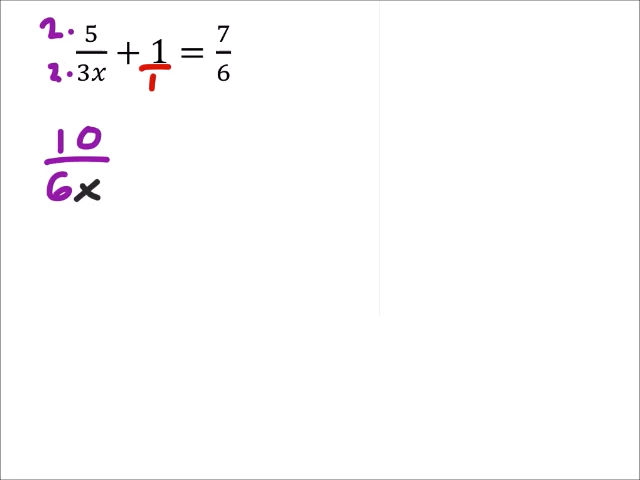 2· 5/3x + 1/1 = 7/6
2·
10/6x